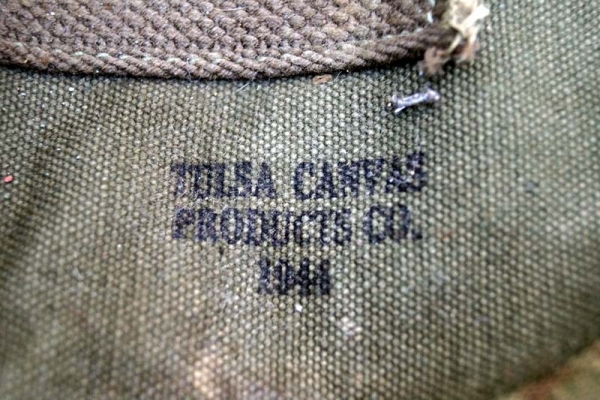 TULSA CANVAS
PRODUCTS CO.
1944